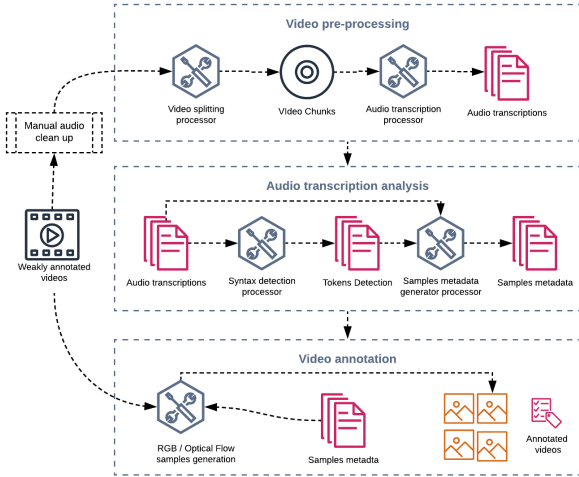 Video pre-processing
Video splitting
processor
VIdeo Chunks
Audio transcription
processor
Audio transcriptions
Manual audio
clean up
Weakly annotated
videos
Audio transcription analysis
Audio transcriptions
Syntax detection
processor
Tokens Detection
Samples metadata
generator processor
Samples metadata
Video annotation
RGB / Optical Flow
samples generation
Samples metadta
Annotated
videos